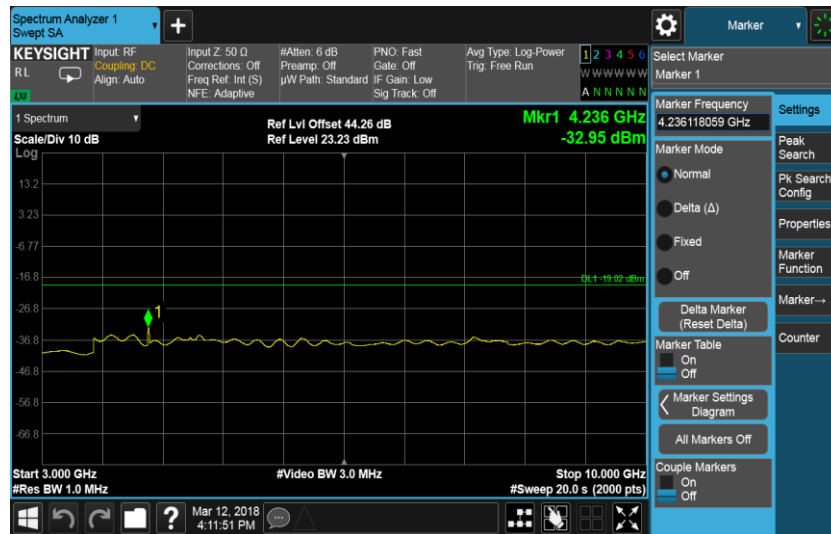 Spectrum Analyzer 1
Swept SA
Marker
KEYSIGHT
RL
LXI
Input: RF
Coupling: DC
Align: Auto
Input Z: 50 Ω
Corrections: Off
Freq Ref: Int (S)
NFE: Adaptive
#Atten: 6 dB
Preamp: Off
µW Path: Standard
PNO: Fast
Gate: Off
IF Gain: Low
Sig Track: Off
Avg Type: Log-Power
Trig: Free Run
1 2 3 4 5 6
W W W W W W
A N N N N N
Select Marker
Marker 1
1 Spectrum
Scale/Div 10 dB
Log
Ref Lvl Offset 44.26 dB
Ref Level 23.23 dBm
Mkr1 4.236 GHz
-32.95 dBm
13.2
3.23
-6.77
-16.8
-26.8
-36.8
-46.8
-56.8
-66.8
DL1 -19.02 dBm
1
Start 3.000 GHz
#Res BW 1.0 MHz
#Video BW 3.0 MHz
Stop 10.000 GHz
#Sweep 20.0 s (2000 pts)
Marker Frequency
4.236118059 GHz
Marker Mode
Normal
Delta (Δ)
Fixed
Off
Delta Marker
(Reset Delta)
Marker Table
On
Off
Marker Settings
Diagram
All Markers Off
Couple Markers
On
Off
Settings
Peak
Search
Pk Search
Config
Properties
Marker
Function
Marker→
Counter
?
Mar 12, 2018
4:11:51 PM